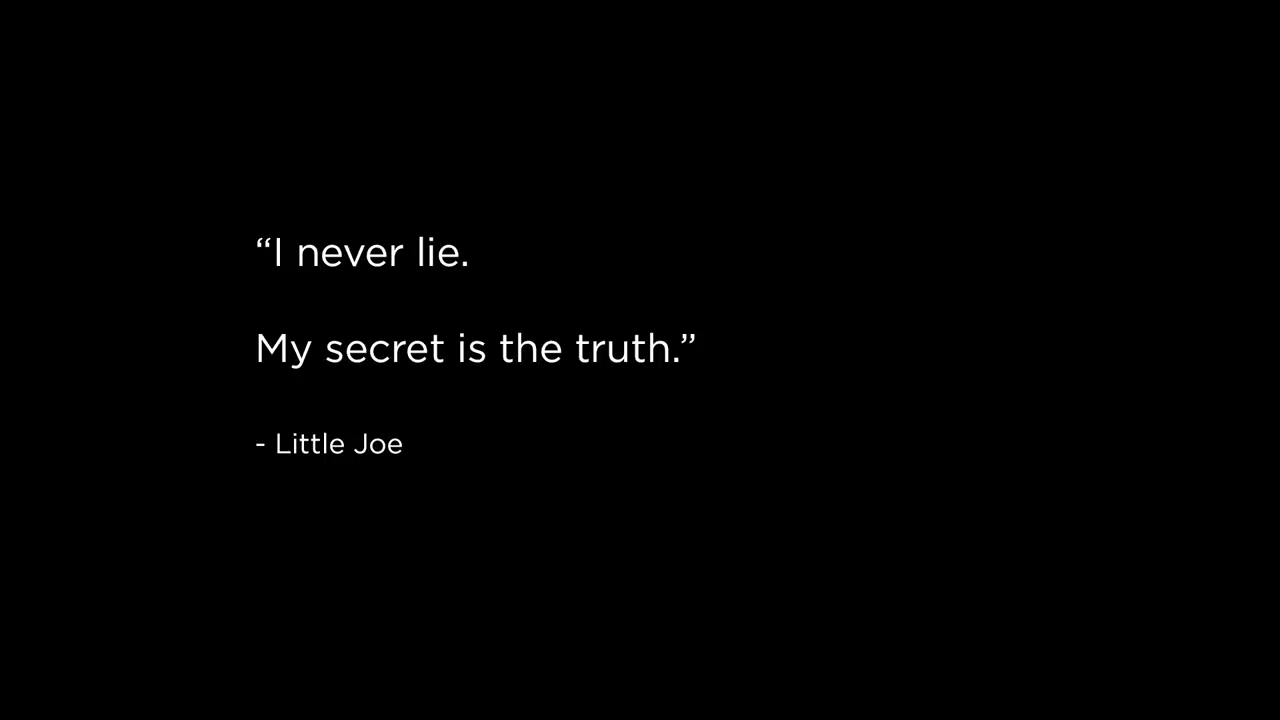 “I never lie.
My secret is the truth.”
- Little Joe